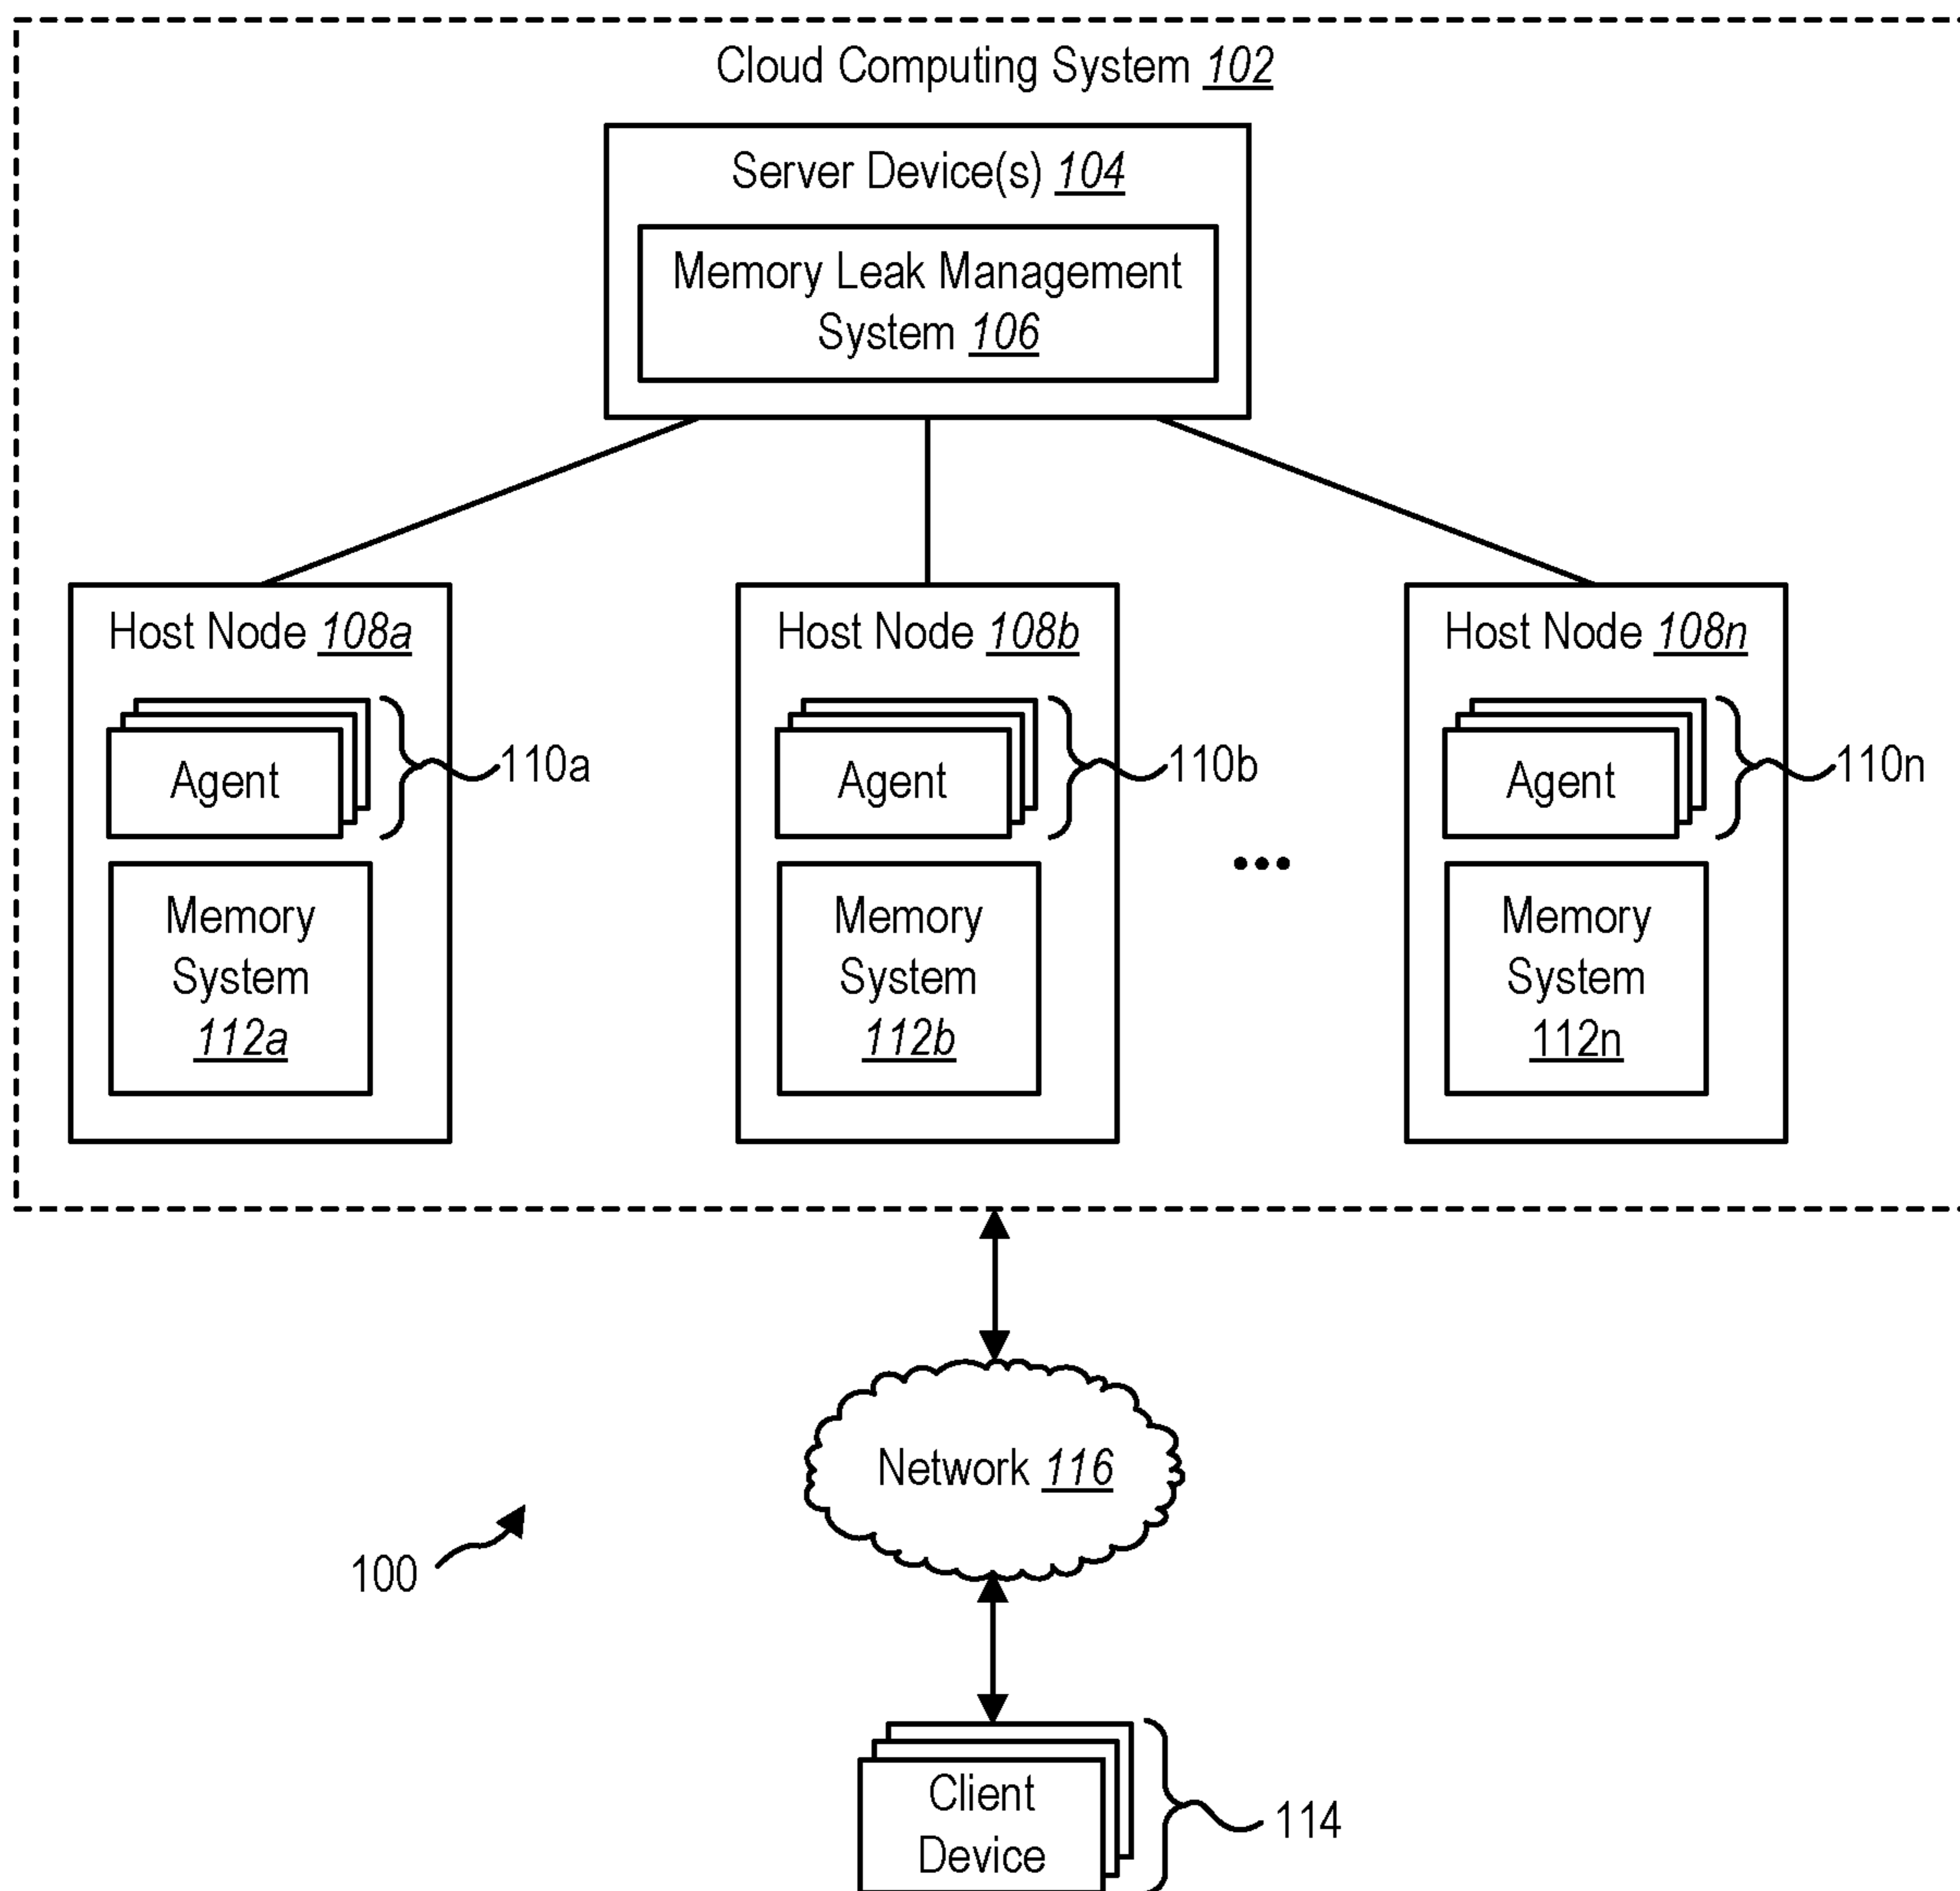 Cloud Computing System 102
Server Device(s) 104
Memory Leak Management
System 106
Host Node 108a
Agent
110a
Memory
System
112a
Host Node 108b
Agent
110b
Memory
System
112b
...
Host Node 108n
Agent
110n
Memory
System
112n
Network 116
100
Client
Device
114